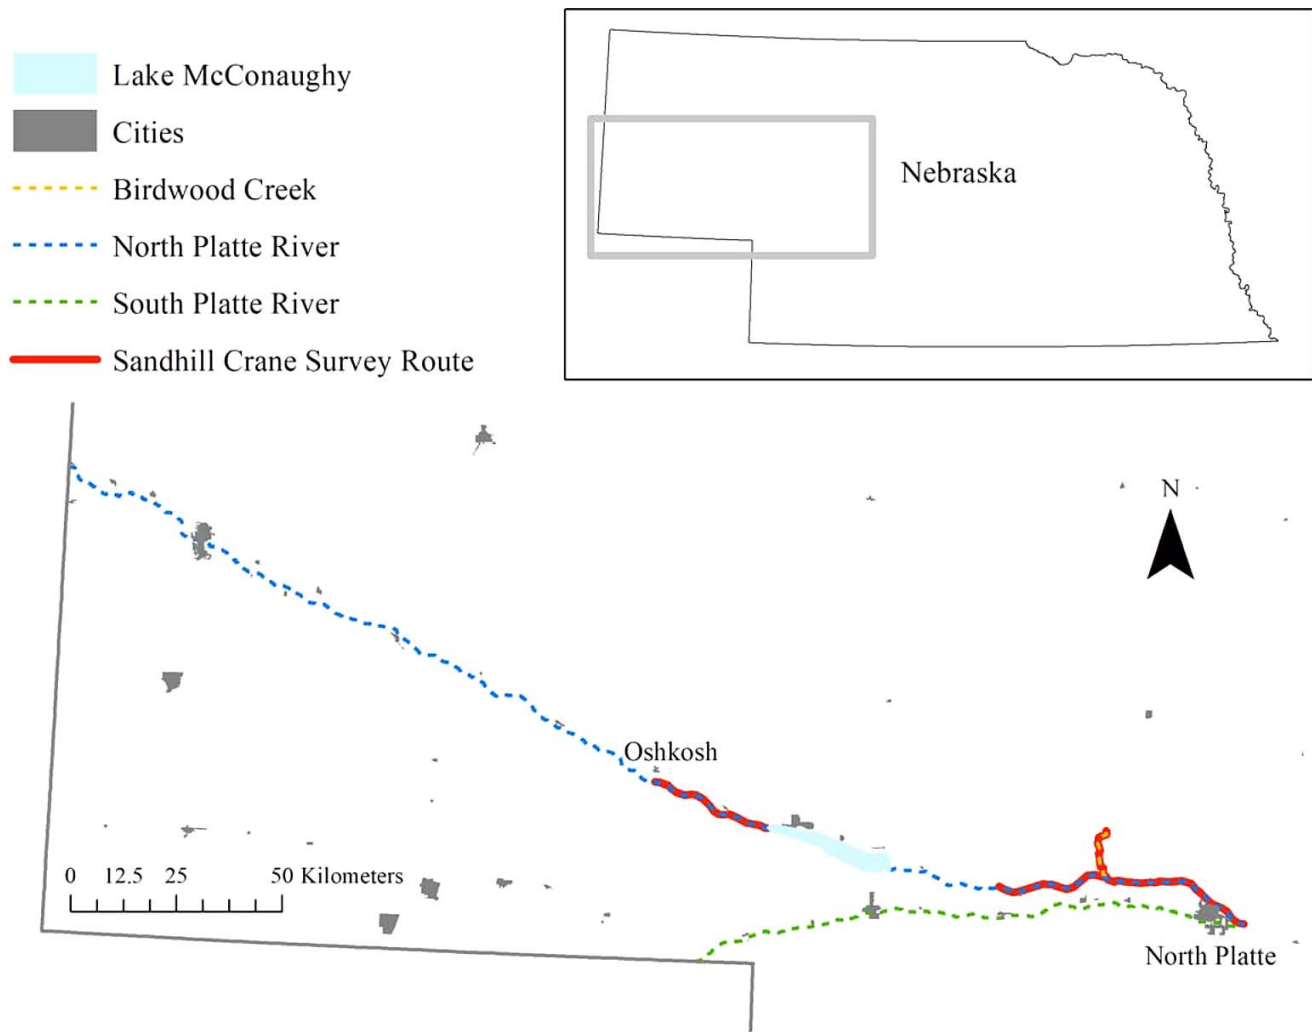 Lake McConaughy
Cities
Birdwood Creek
North Platte River
South Platte River
Sandhill Crane Survey Route
Nebraska
N
Oshkosh
0 12.5 25 50 Kilometers
North Platte